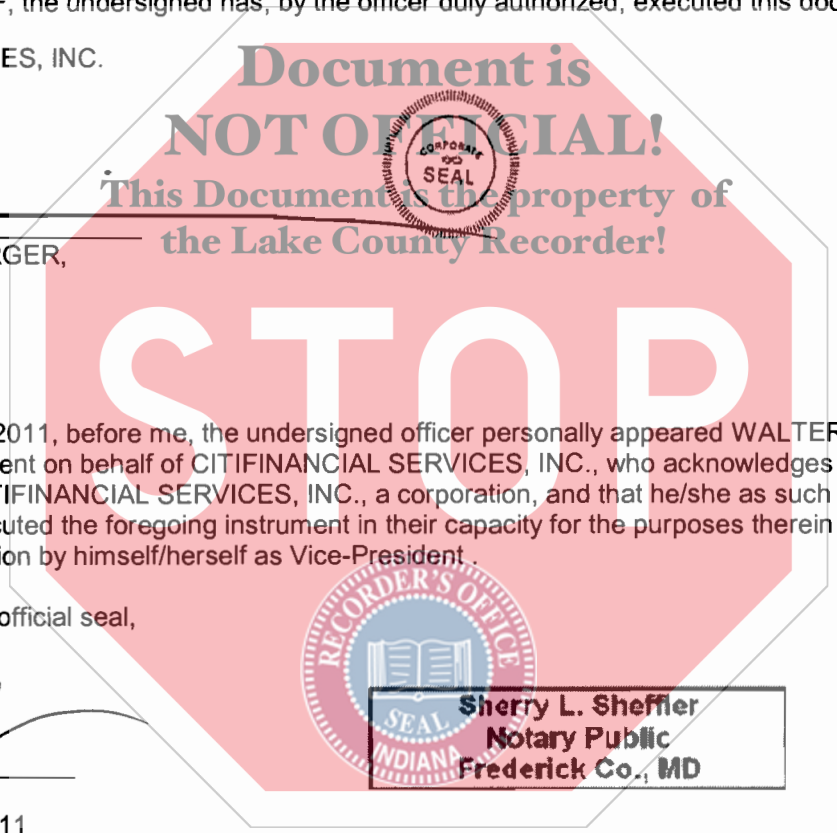 , the undersigned has, by the officer duly authorized, executed this doc
ES, INC.
Document is
NOT OFFICIAL!
CORPORATE
SEAL
This Document is the property of
the Lake County Recorder!
RGER,
STOP
2011, before me, the undersigned officer personally appeared WALTER
ent on behalf of CITIFINANCIAL SERVICES, INC., who acknowledges
TIFINANCIAL SERVICES, INC., a corporation, and that he/she as such
cuted the foregoing instrument in their capacity for the purposes therein
ion by himself/herself as Vice-President .
official seal,
RECORDER'S OFFICE
SEAL
INDIANA
Sherry L. Sheffler
Notary Public
Frederick Co., MD
11